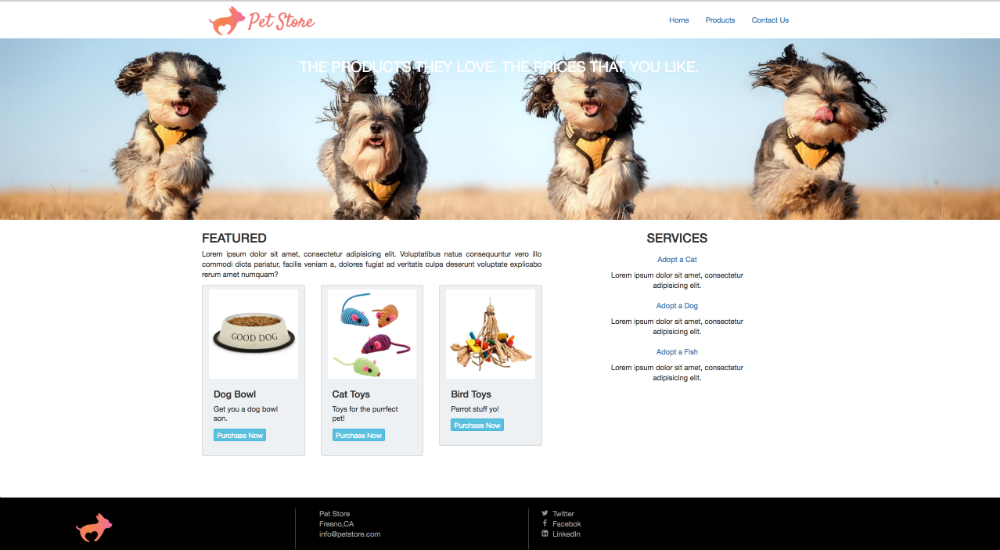 Pet Store
Home Products Contact Us
THE PRODUCTS THEY LOVE. THE PRICES THAT YOU LIKE.
FEATURED
Lorem ipsum dolor sit amet, consectetur adipisicing elit. Voluptatibus natus consequuntur vero illo
commodi dicta pariatur, facilis veniam a, dolores fugiat ad veritatis culpa deserunt voluptate explicabo
rerum amet numquam?
GOOD DOG
Dog Bowl
Get you a dog bowl
son.
Purchase Now
Cat Toys
Toys for the purrfect
pet!
Purchase Now
Bird Toys
Parrot stuff yo!
Purchase Now
SERVICES
Adopt a Cat
Lorem ipsum dolor sit amet, consectetur
adipisicing elit.
Adopt a Dog
Lorem ipsum dolor sit amet, consectetur
adipisicing elit.
Adopt a Fish
Lorem ipsum dolor sit amet, consectetur
adipisicing elit.
Pet Store
Fresno,CA
info@petstore.com
Twitter
Facebok
LinkedIn